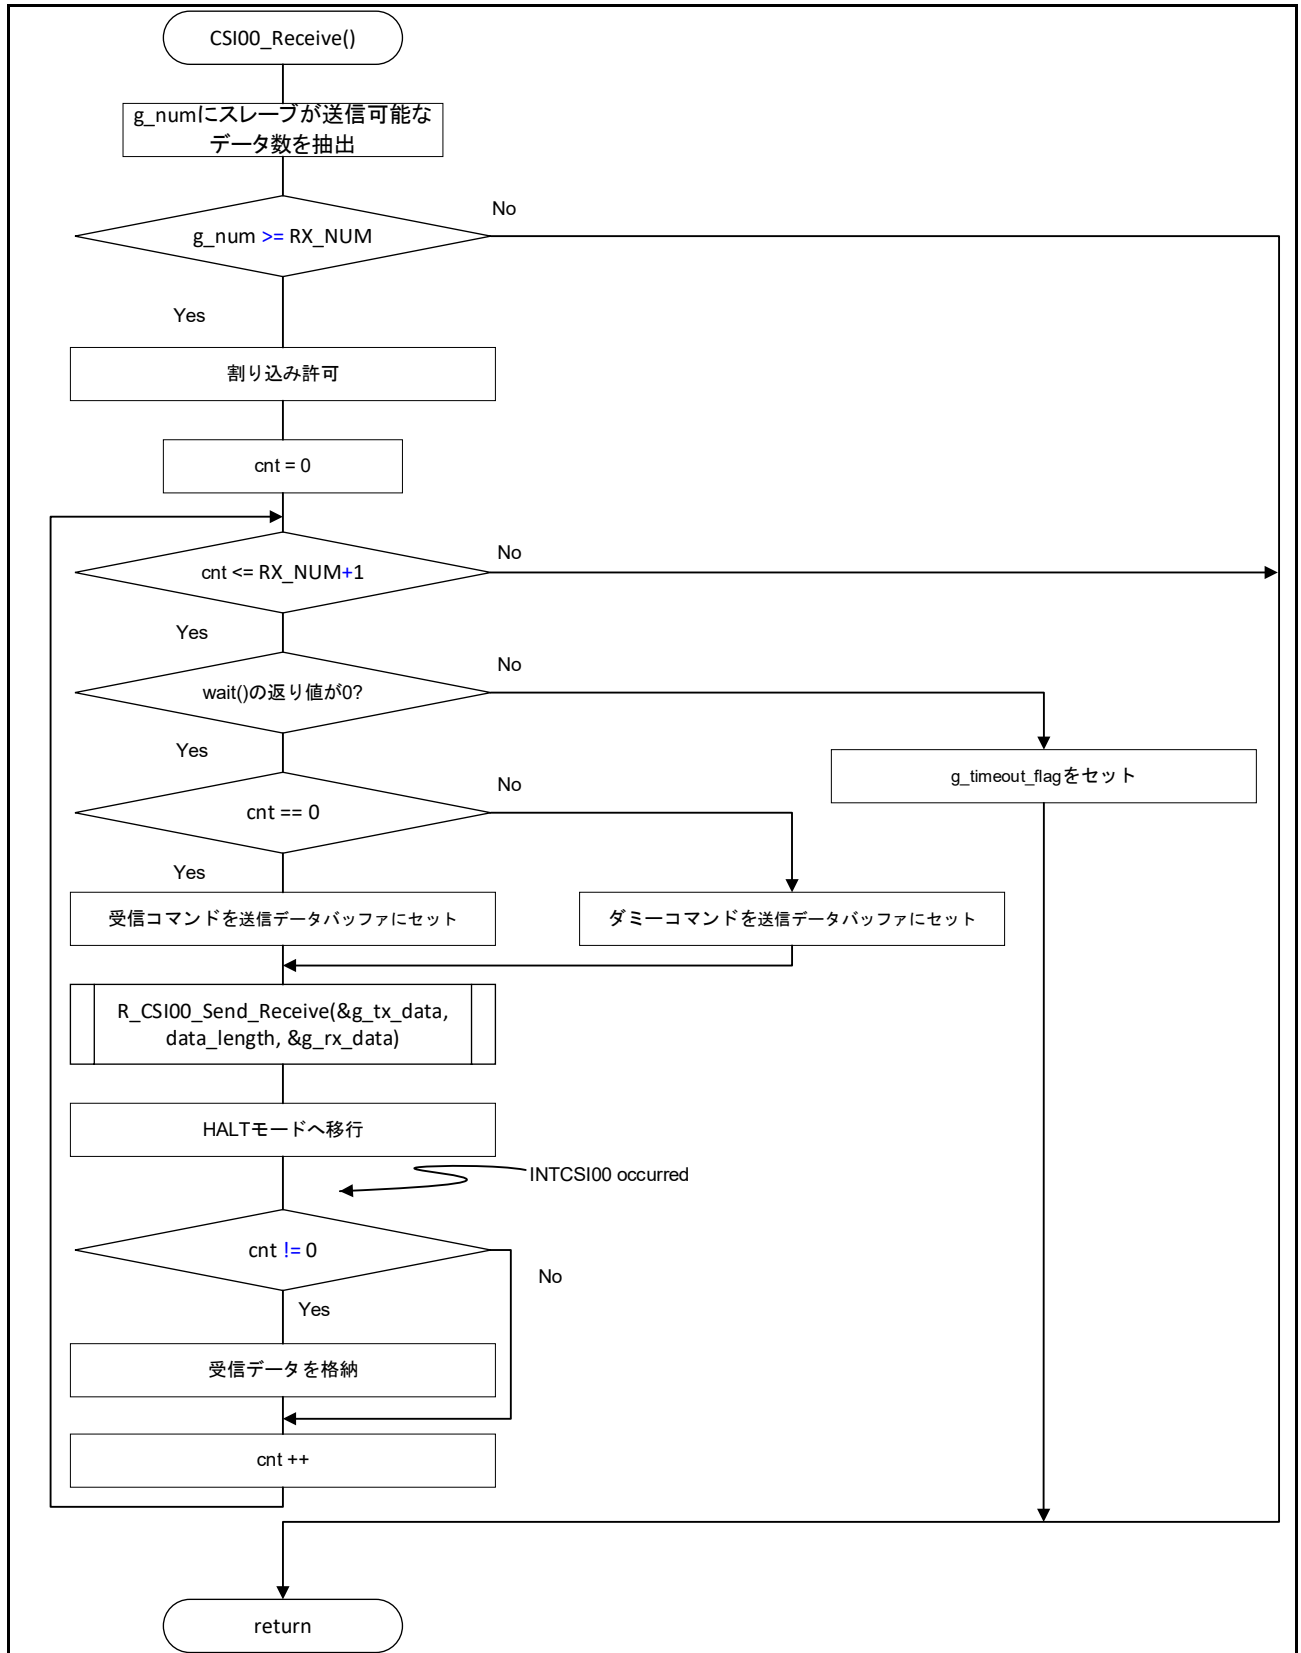 CSI00_Receive()
g_numにスレーブが送信可能な
データ数を抽出
No
g_num >= RX_NUM
Yes
割り込み許可
cnt = 0
No
cnt <= RX_NUM+1
Yes
No
wait()の返り値が0?
Yes
g_timeout_flagをセット
No
cnt == 0
Yes
受信コマンドを送信データバッファにセット
ダミーコマンドを送信データバッファにセット
R_CSI00_Send_Receive(&g_tx_data,
data_length, &g_rx_data)
HALTモードへ移行
INTCSI00 occurred
cnt != 0
No
Yes
受信データを格納
cnt ++
return